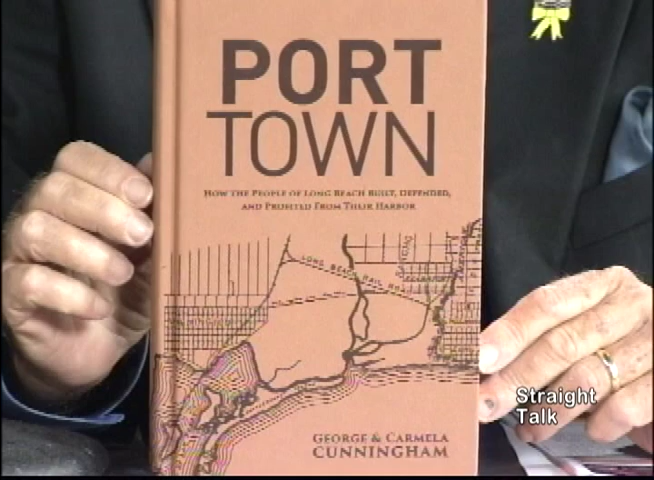 PORT
TOWN
HOW THE PEOPLE OF LONG BEACH BUILT, DEFENDED,
AND PROFITED FROM THEIR HARBOR
LONG BEACH RAIL RO
GEORGE & CARMELA
CUNNINGHAM
Straight
Talk